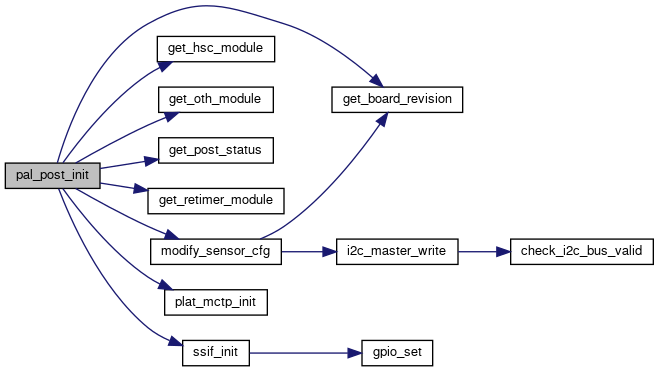 get_hsc_module
get_oth_module
get_board_revision
get_post_status
pal_post_init
get_retimer_module
modify_sensor_cfg
i2c_master_write
check_i2c_bus_valid
plat_mctp_init
ssif_init
gpio_set